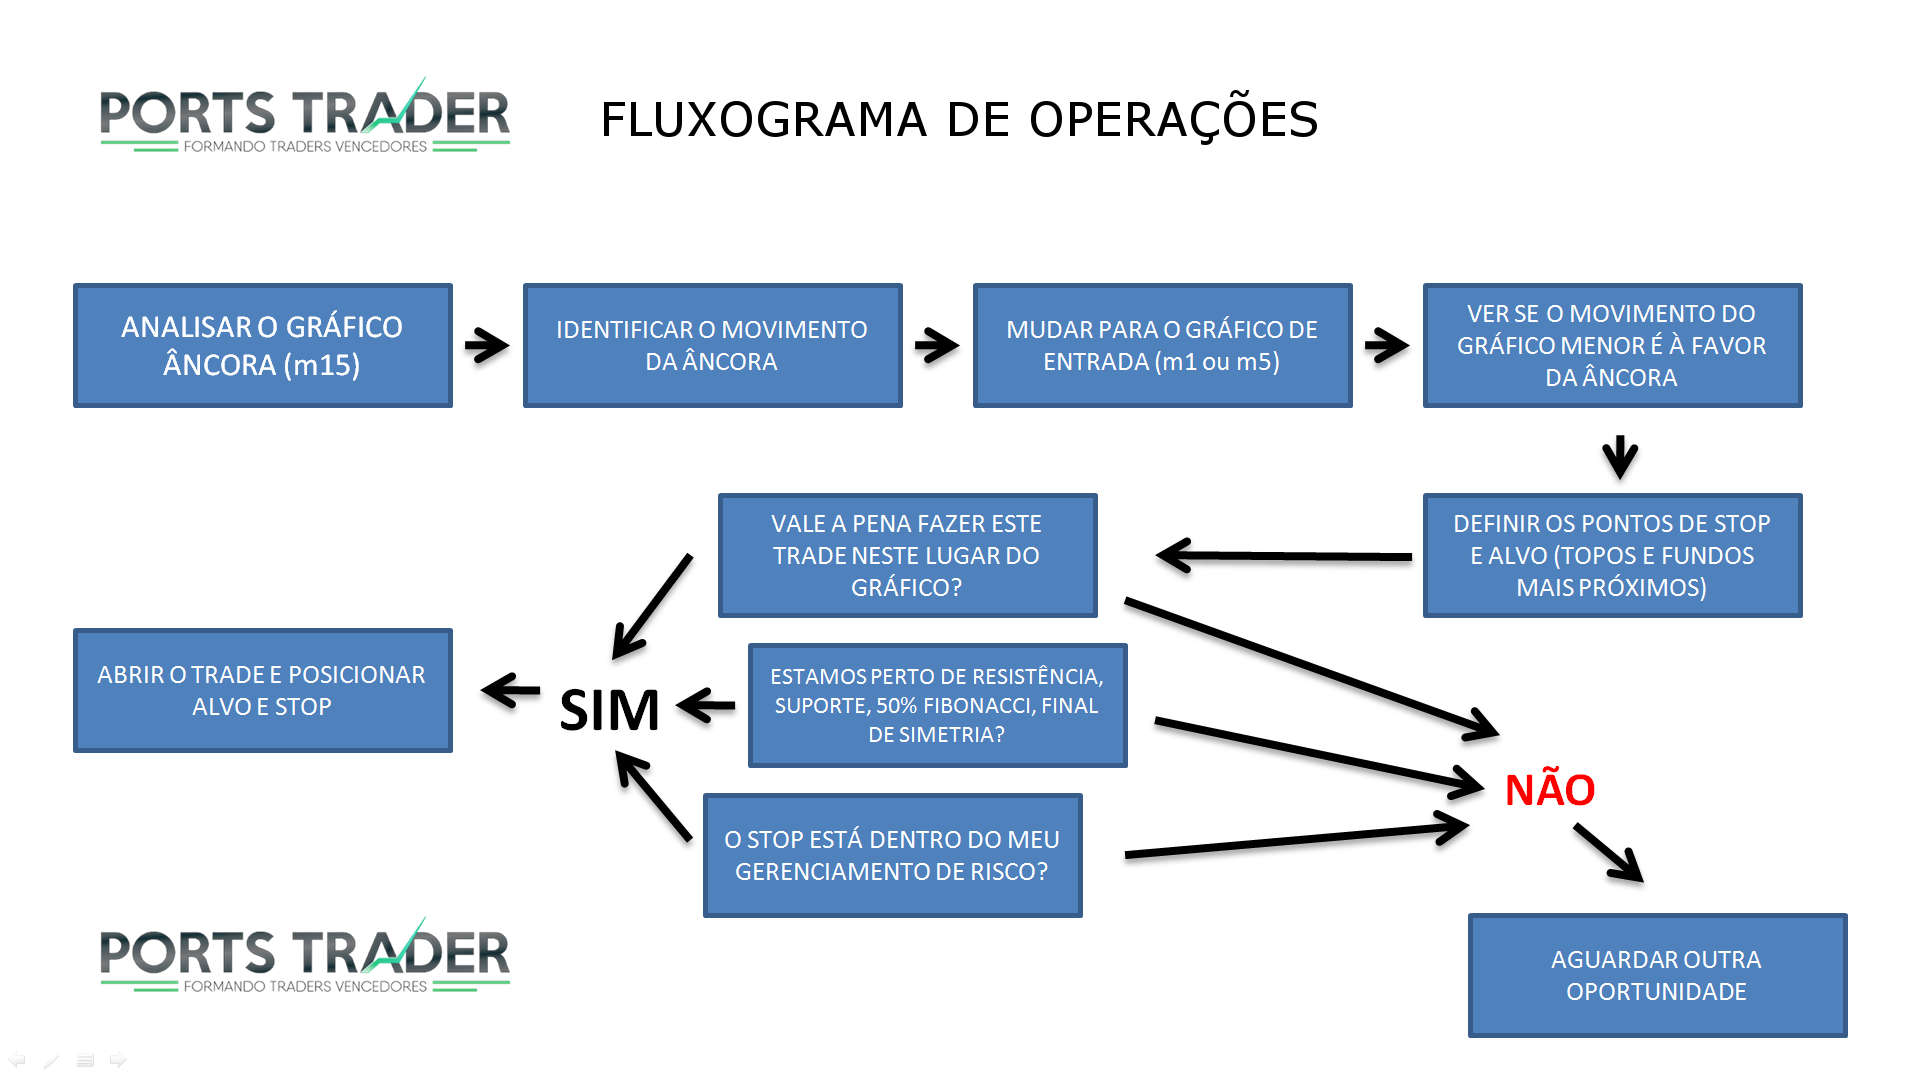 PORTS TRADER
FORMANDO TRADERS VENCEDORES
FLUXOGRAMA DE OPERAÇÕES
ANALISAR O GRÁFICO
ÂNCORA (m15)
IDENTIFICAR O MOVIMENTO
DA ÂNCORA
MUDAR PARA O GRÁFICO DE
ENTRADA (m1 ou m5)
VER SE O MOVIMENTO DO
GRÁFICO MENOR É À FAVOR
DA ÂNCORA
DEFINIR OS PONTOS DE STOP
E ALVO (TOPOS E FUNDOS
MAIS PRÓXIMOS)
VALE A PENA FAZER ESTE
TRADE NESTE LUGAR DO
GRÁFICO?
ESTAMOS PERTO DE RESISTÊNCIA,
SUPORTE, 50% FIBONACCI, FINAL
DE SIMETRIA?
O STOP ESTÁ DENTRO DO MEU
GERENCIAMENTO DE RISCO?
SIM
ABRIR O TRADE E POSICIONAR
ALVO E STOP
NÃO
AGUARDAR OUTRA
OPORTUNIDADE
PORTS TRADER
FORMANDO TRADERS VENCEDORES